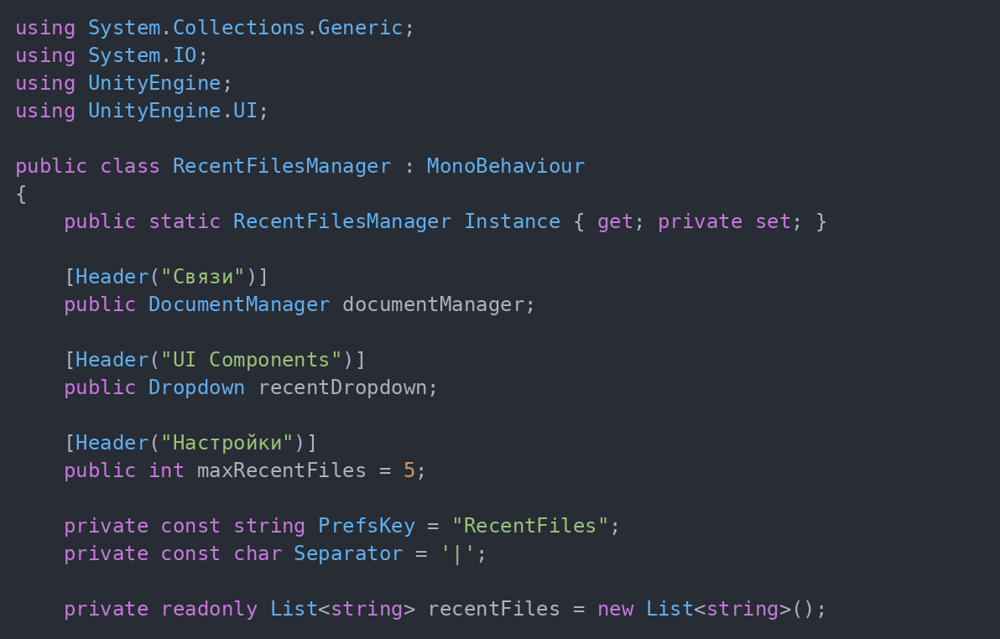 using System.Collections.Generic;
using System.IO;
using UnityEngine;
using UnityEngine.UI;

public class RecentFilesManager : MonoBehaviour
{
    public static RecentFilesManager Instance { get; private set; }

    [Header("Связи")]
    public DocumentManager documentManager;

    [Header("UI Components")]
    public Dropdown recentDropdown;

    [Header("Настройки")]
    public int maxRecentFiles = 5;

    private const string PrefsKey = "RecentFiles";
    private const char Separator = '|';

    private readonly List<string> recentFiles = new List<string>();